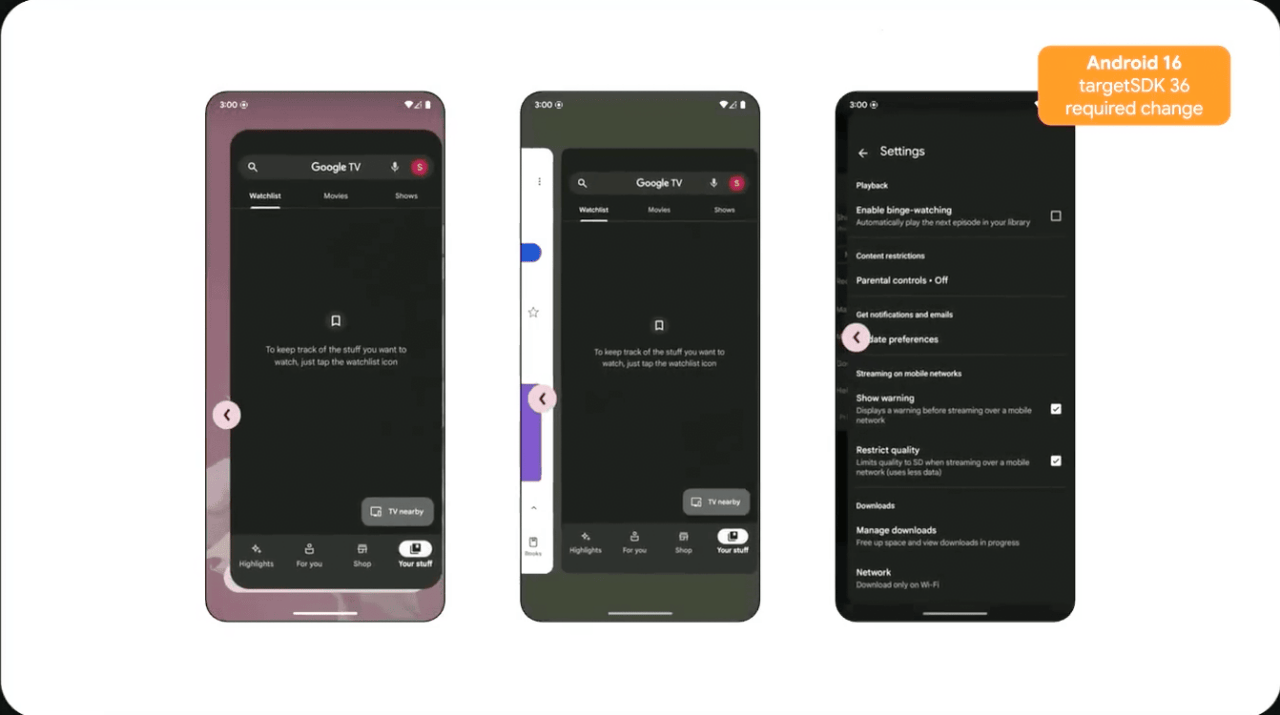 Android 16
targetSDK 36
required change
3:00
Google TV
S
Watchlist Movies Shows
To keep track of the stuff you want to
watch, just tap the watchlist icon
TV nearby
Highlights For you Shop Your stuff
3:00
Google TV
S
Watchlist Movies Shows
To keep track of the stuff you want to
watch, just tap the watchlist icon
TV nearby
Books
Highlights For you Shop Your stuff
3:00
Settings
Playback
Enable binge-watching
Automatically play the next episode in your library
Content restrictions
Parental controls • Off
Get notifications and emails
date preferences
Streaming on mobile networks
Show warning
Displays a warning before streaming over a mobile
network
Restrict quality
Limits quality to SD when streaming over a mobile
network (uses less data)
Downloads
Manage downloads
Free up space and view downloads in progress
Network
Download only on Wi-Fi